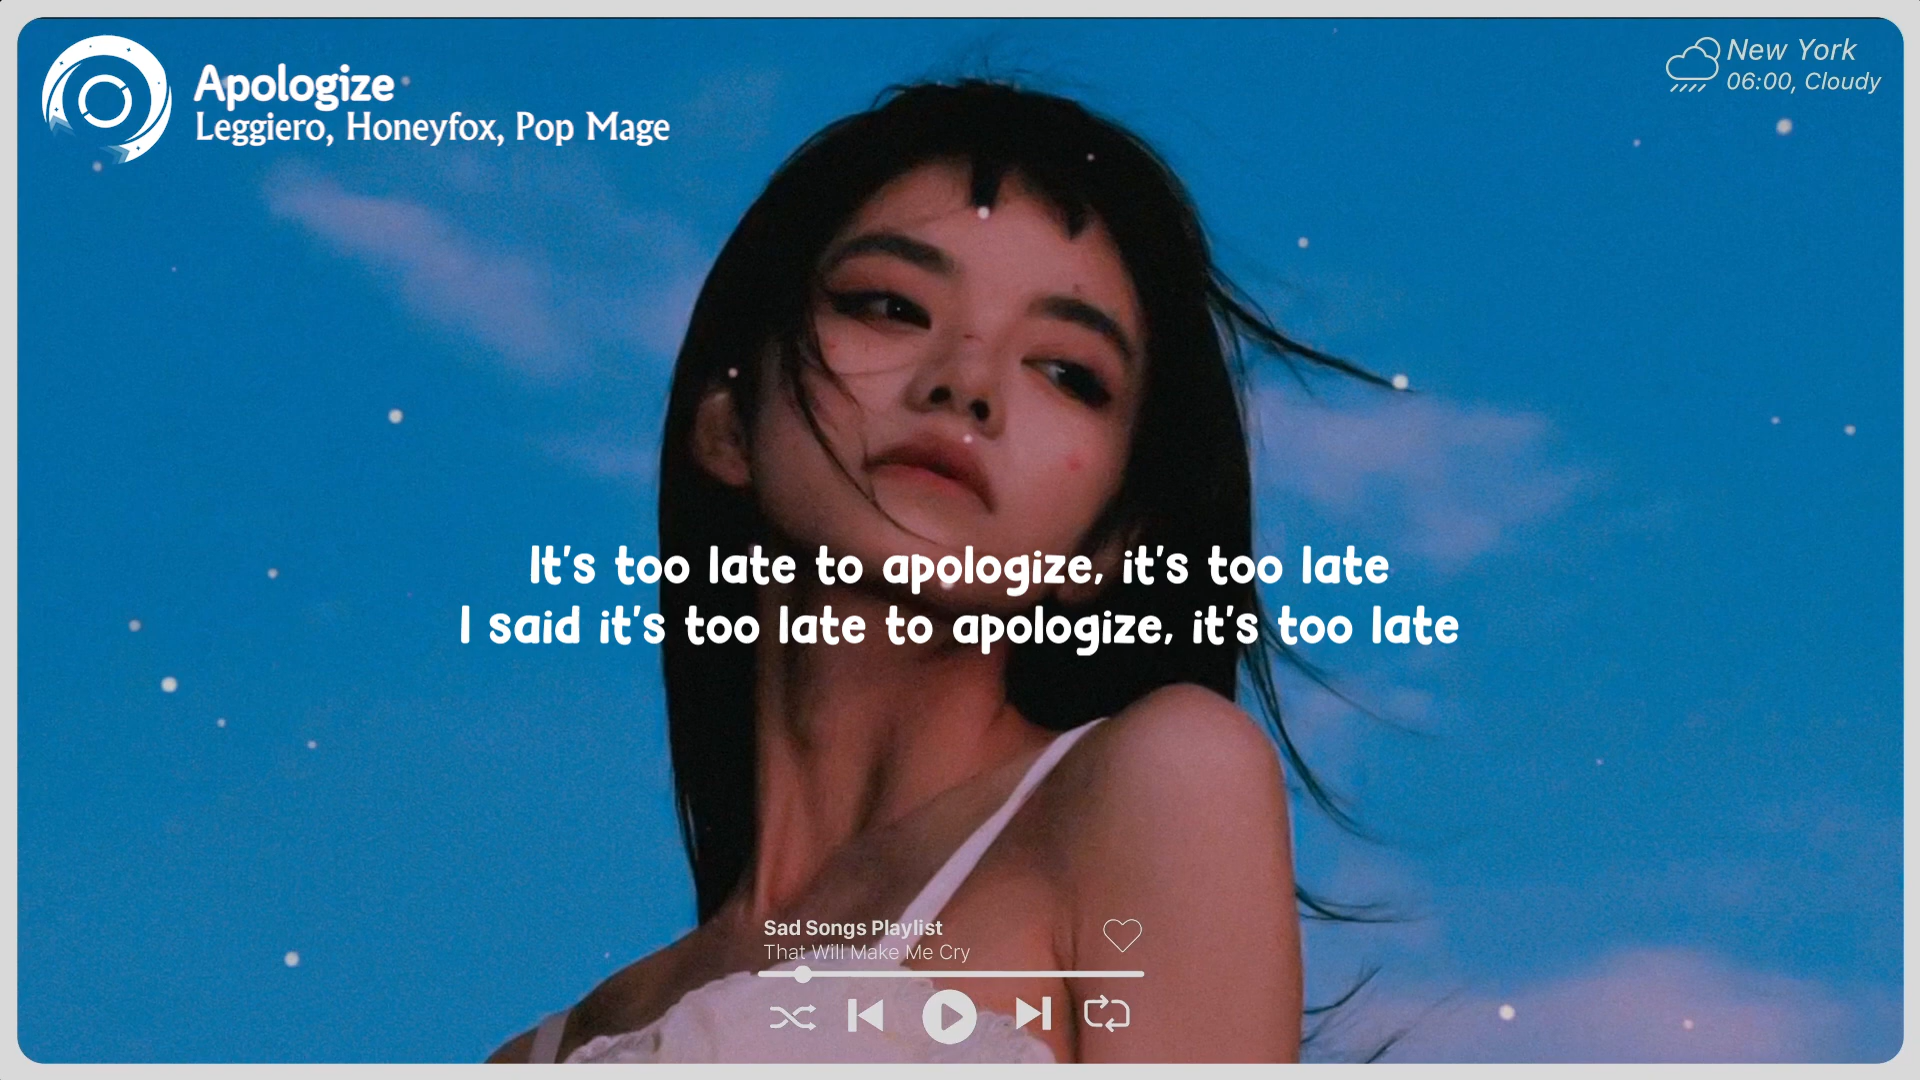 Apologize
Leggiero, Honeyfox, Pop Mage
New York
06:00, Cloudy
It's too late to apologize, it's too late
I said it's too late to apologize, it's too late
Sad Songs Playlist
That Will Make Me Cry